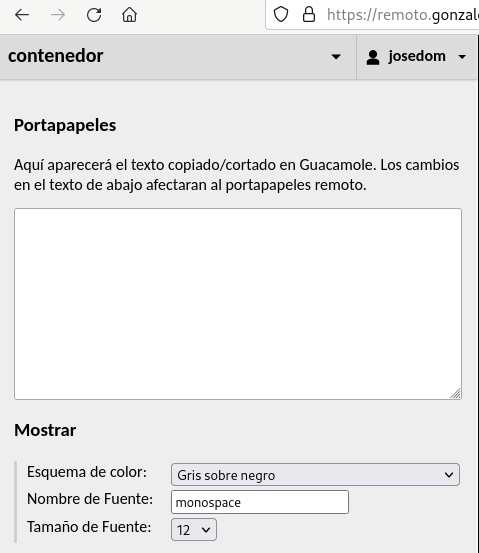 https://remoto.gonzal
contenedor
josedom
Portapapeles
Aquí aparecerá el texto copiado/cortado en Guacamole. Los cambios
en el texto de abajo afectaran al portapapeles remoto.
Mostrar
Esquema de color: Gris sobre negro
Nombre de Fuente: monospace
Tamaño de Fuente: 12